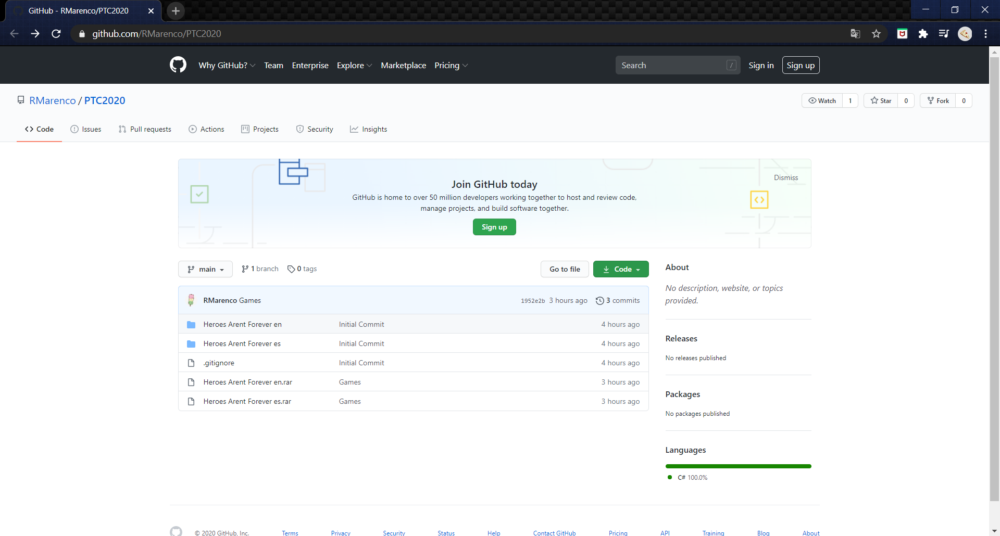 GitHub - RMarenco/PTC2020
github.com/RMarenco/PTC2020
Why GitHub? Team Enterprise Explore Marketplace Pricing Search / Sign in Sign up
RMarenco / PTC2020 Watch 1 Star 0 Fork 0
Code Issues Pull requests Actions Projects Security Insights
Dismiss
Join GitHub today
GitHub is home to over 50 million developers working together to host and review code,
manage projects, and build software together.
Sign up
main 1 branch 0 tags Go to file Code
RMarenco Games 1952e2b 3 hours ago 3 commits
Heroes Arent Forever en Initial Commit 4 hours ago
Heroes Arent Forever es Initial Commit 4 hours ago
.gitignore Initial Commit 4 hours ago
Heroes Arent Forever en.rar Games 3 hours ago
Heroes Arent Forever es.rar Games 3 hours ago
About
No description, website, or topics
provided.
Releases
No releases published
Packages
No packages published
Languages
C# 100.0%
© 2020 GitHub, Inc. Terms Privacy Security Status Help Contact GitHub Pricing API Training Blog About